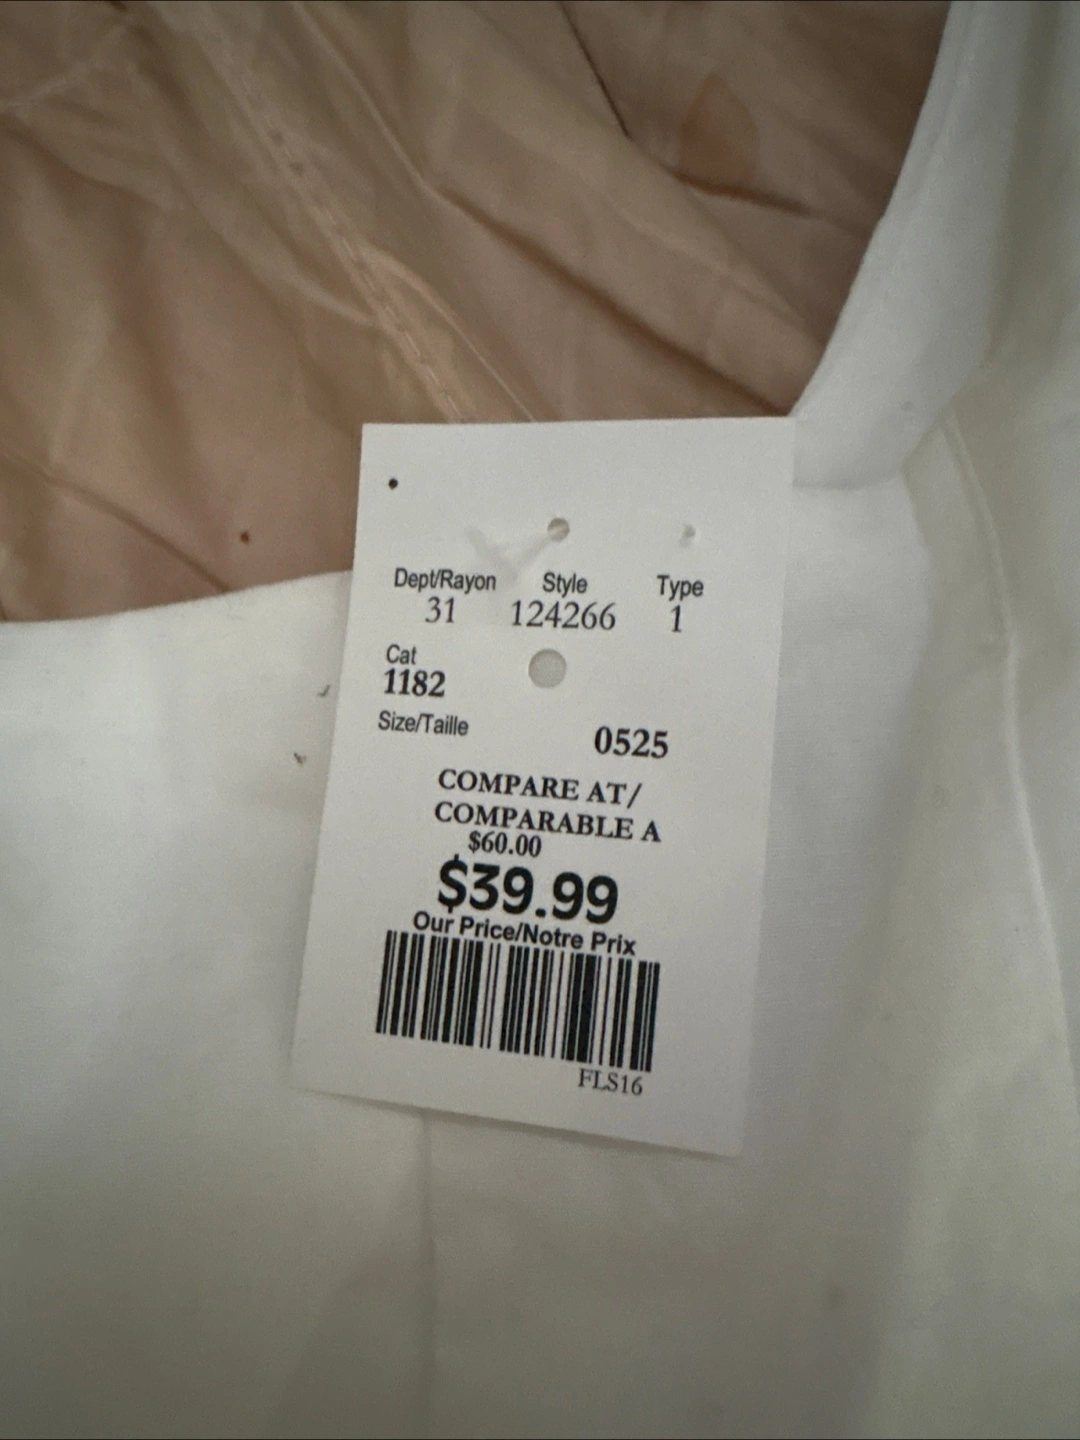 Dept/Rayon Style Type
31 124266 1
Cat
1182
Size/Taille
0525
COMPARE AT/
COMPARABLE A
$60.00
$39.99
Our Price/Notre Prix
FLS16